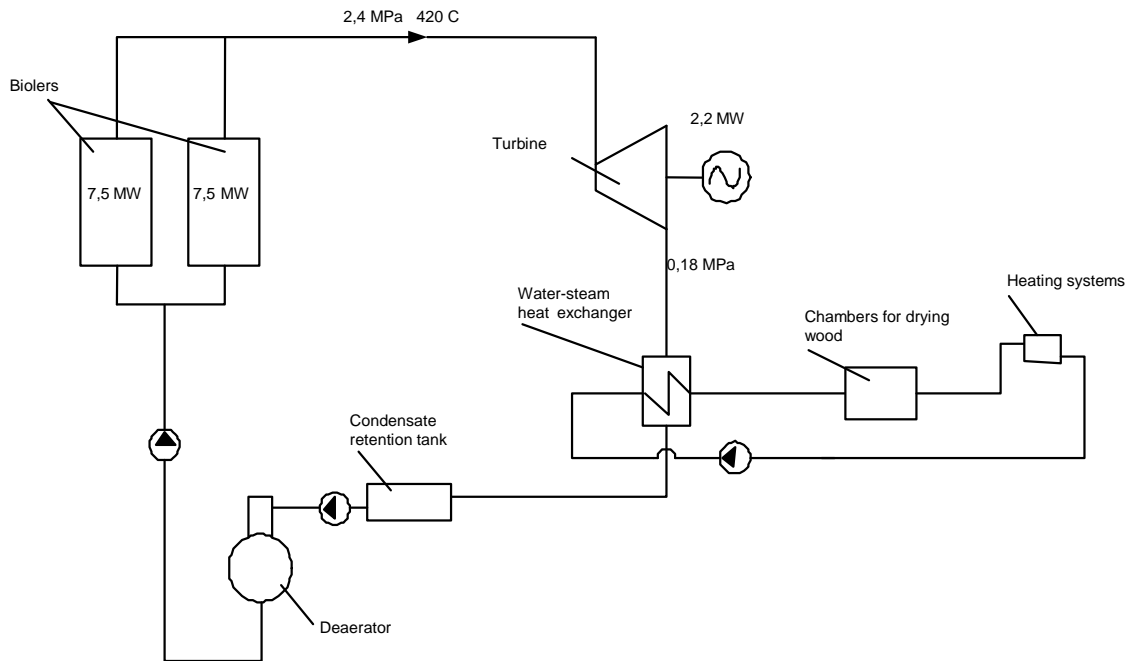 2,4 MPa 420 C
Biolers
7,5 MW
7,5 MW
2,2 MW
Turbine
0,18 MPa
Water-steam
heat exchanger
Heating systems
Chambers for drying
wood
Condensate
retention tank
Deaerator